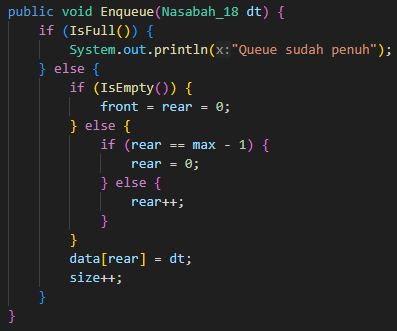 public void Enqueue(Nasabah_18 dt) {
    if (IsFull()) {
        System.out.println(x:"Queue sudah penuh");
    } else {
        if (IsEmpty()) {
            front = rear = 0;
        } else {
            if (rear == max - 1) {
                rear = 0;
            } else {
                rear++;
            }
        }
        data[rear] = dt;
        size++;
    }
}